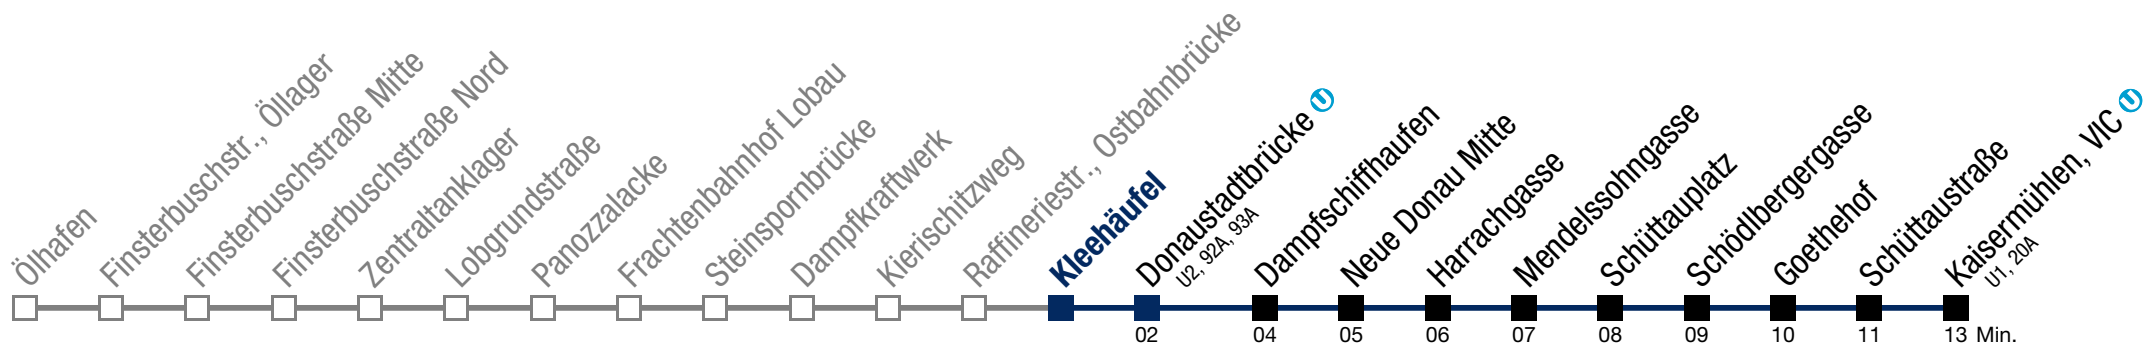 Ölhafen
Finsterbuschstr., Öllager
Finsterbuschstraße Mitte
Finsterbuschstraße Nord
Zentraltanklager
Lobgrundstraße
Panozzalacke
Frachtenbahnhof Lobau
Steinspornbrücke
Dampfkraftwerk
Kierischitzweg
Raffineriestr., Ostbahnbrücke
Kleehäufel
Donaustadtbrücke U
U2, 92A, 93A
Dampfschiffhaufen
Neue Donau Mitte
Harrachgasse
Mendelssohngasse
Schüttauplatz
Schödlbergergasse
Goethehof
Schüttaustraße
Kaisermühlen, VIC U
U1, 20A
02 04 05 06 07 08 09 10 11 13 Min.